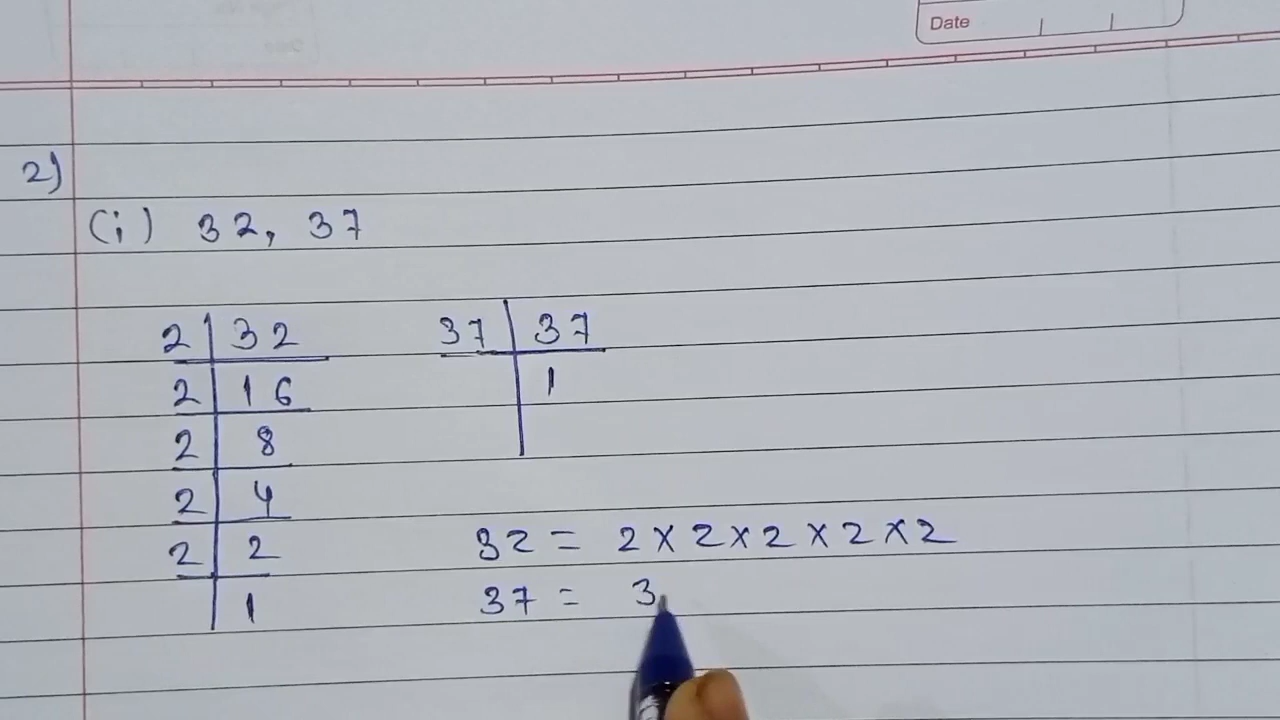 Date
2)
(i) 32, 37
2 | 32 37 | 37
2 | 16 1
2 | 8
2 | 4
2 | 2 32 = 2 × 2 × 2 × 2 × 2
1 37 = 3